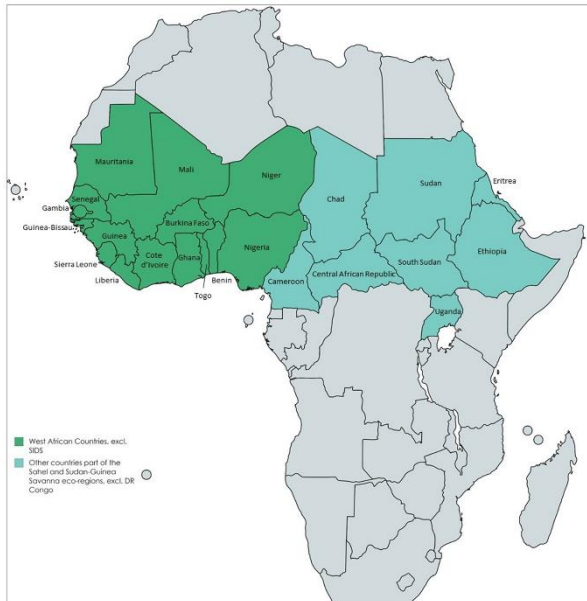 Mauritania
Mali
Niger
Chad
Sudan
Eritrea
Senegal
Gambia
Guinea-Bissau
Guinea
Burkina Faso
Sierra Leone
Cote
d'Ivoire
Ghana
Nigeria
Liberia
Togo
Benin
Cameroon
Central African Republic
South Sudan
Ethiopia
Uganda
West African Countries, excl.
SIDS
Other countries part of the
Sahel and Sudan-Guinea
Savanna eco-regions, excl. DR
Congo